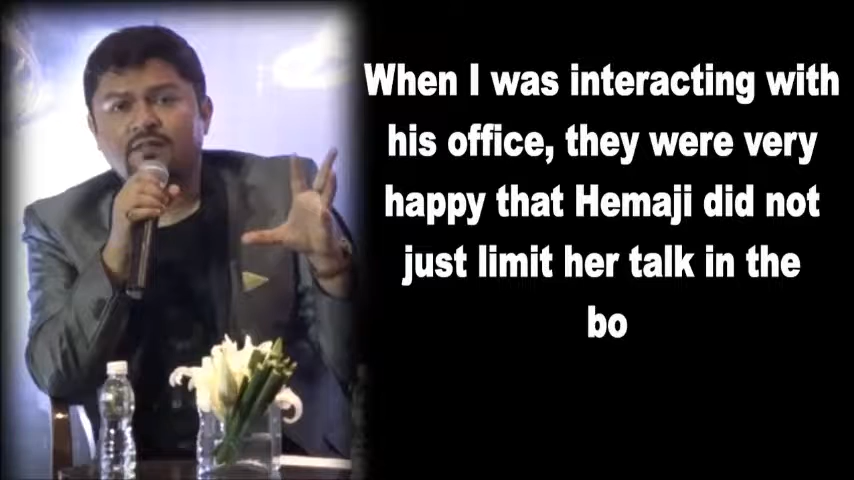 When I was interacting with
his office, they were very
happy that Hemaji did not
just limit her talk in the
bo